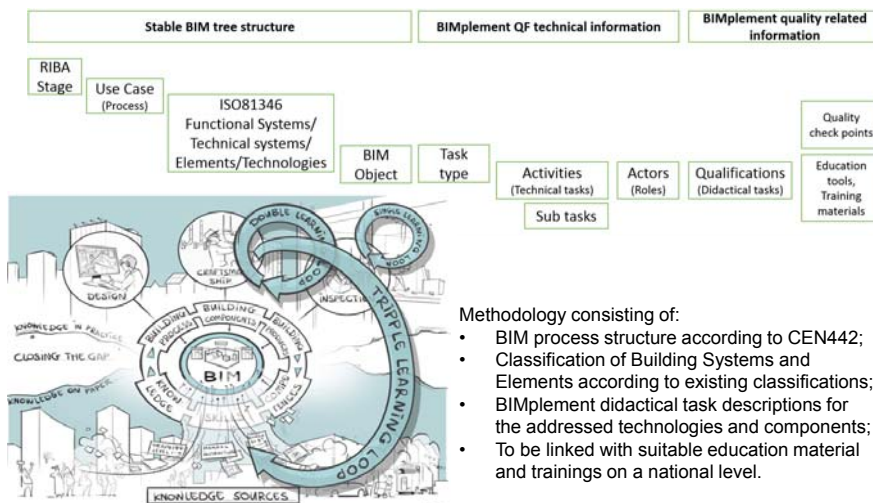 Stable BIM tree structure
BIMplement QF technical information
BIMplement quality related
information
RIBA
Stage
Use Case
(Process)
ISO81346
Functional Systems/
Technical systems/
Elements/Technologies
BIM
Object
Task
type
Activities
(Technical tasks)
Sub tasks
Actors
(Roles)
Qualifications
(Didactical tasks)
Quality
check points
Education
tools,
Training
materials
DOUBLE LEARNING LOOP
SINGLE LEARNING LOOP
TRIPPLE LEARNING LOOP
DESIGN
CRAFTSMAN
SHIP
INSPECTION
KNOWLEDGE IN PRACTICE
CLOSING THE GAP
KNOWLEDGE ON PAPER
BUILDING PROCESS
BUILDING
COMPONENTS
BUILDING
BIM
KNOW
LEDGE
SKILLS
KNOWLEDGE SOURCES
Methodology consisting of:
• BIM process structure according to CEN442;
• Classification of Building Systems and
Elements according to existing classifications;
• BIMplement didactical task descriptions for
the addressed technologies and components;
• To be linked with suitable education material
and trainings on a national level.